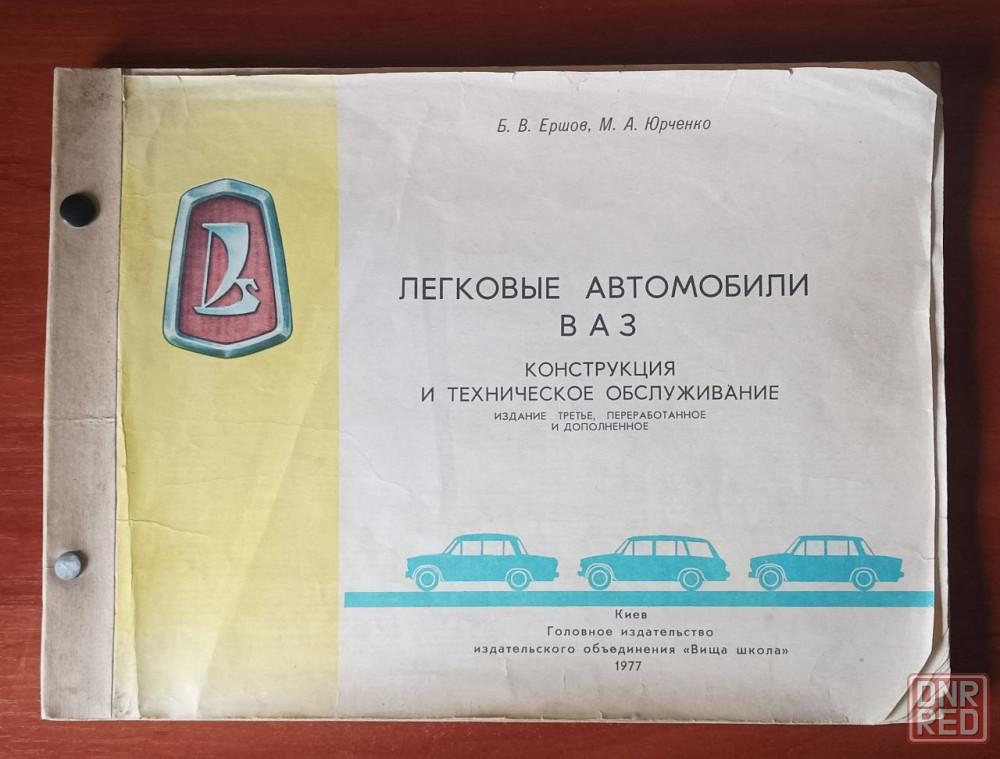 Б. В. Ершов, М. А. Юрченко
ЛЕГКОВЫЕ АВТОМОБИЛИ
ВАЗ
КОНСТРУКЦИЯ
И ТЕХНИЧЕСКОЕ ОБСЛУЖИВАНИЕ
ИЗДАНИЕ ТРЕТЬЕ, ПЕРЕРАБОТАННОЕ
И ДОПОЛНЕННОЕ
Киев
Головное издательство
издательского объединения «Вища школа»
1977
DNR
RED